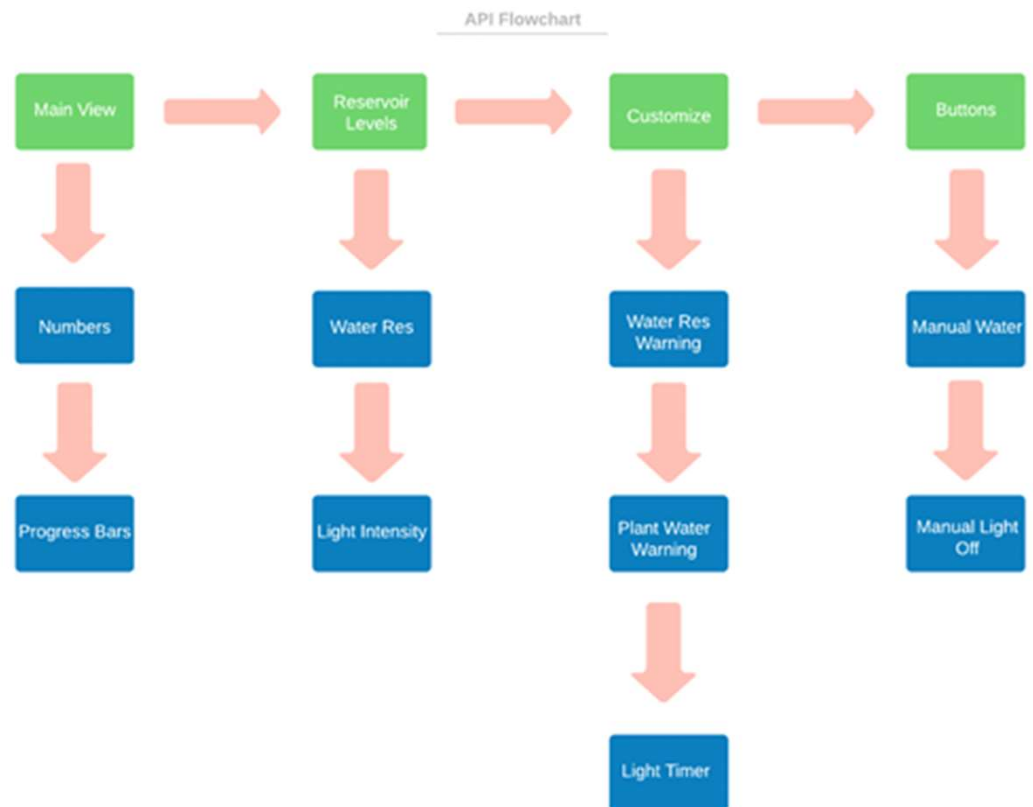 API Flowchart
Main View
Reservoir
Levels
Customize
Buttons
Numbers
Water Res
Water Res
Warning
Manual Water
Progress Bars
Light Intensity
Plant Water
Warning
Manual Light
Off
Light Timer